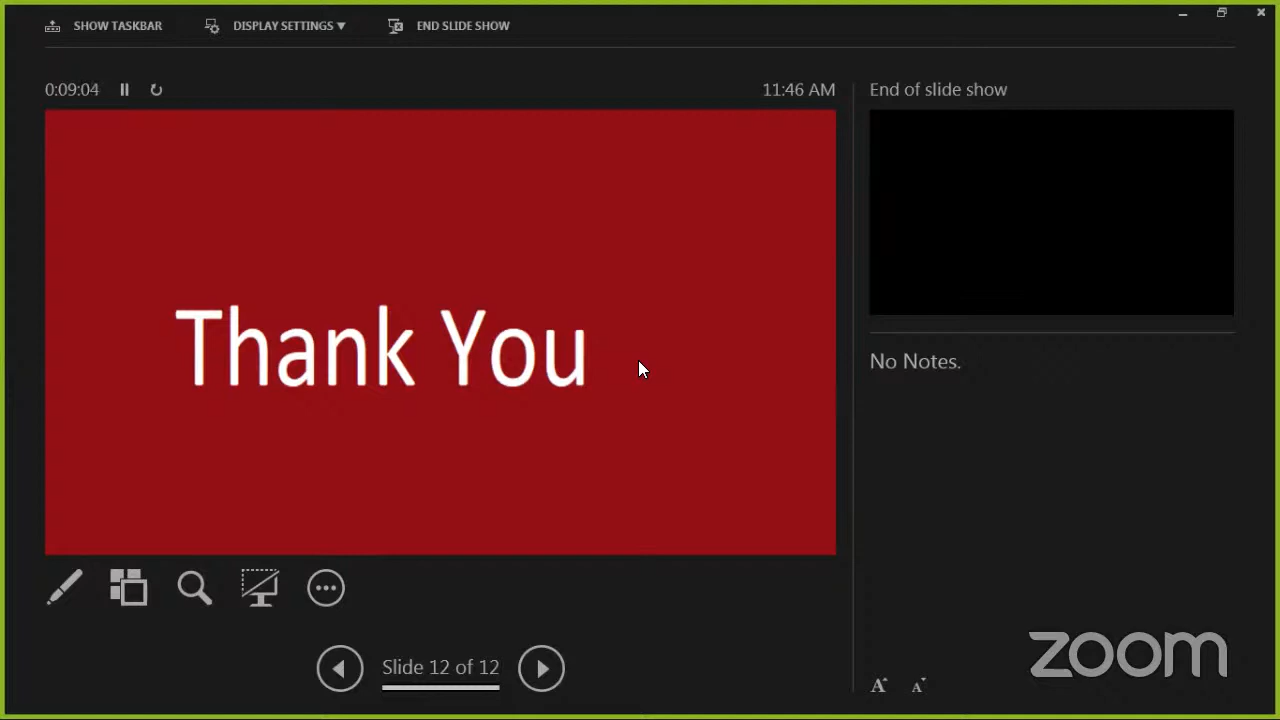 SHOW TASKBAR DISPLAY SETTINGS ▼ END SLIDE SHOW
0:09:04 11:46 AM End of slide show
Thank You
No Notes.
Slide 12 of 12
A A
zoom